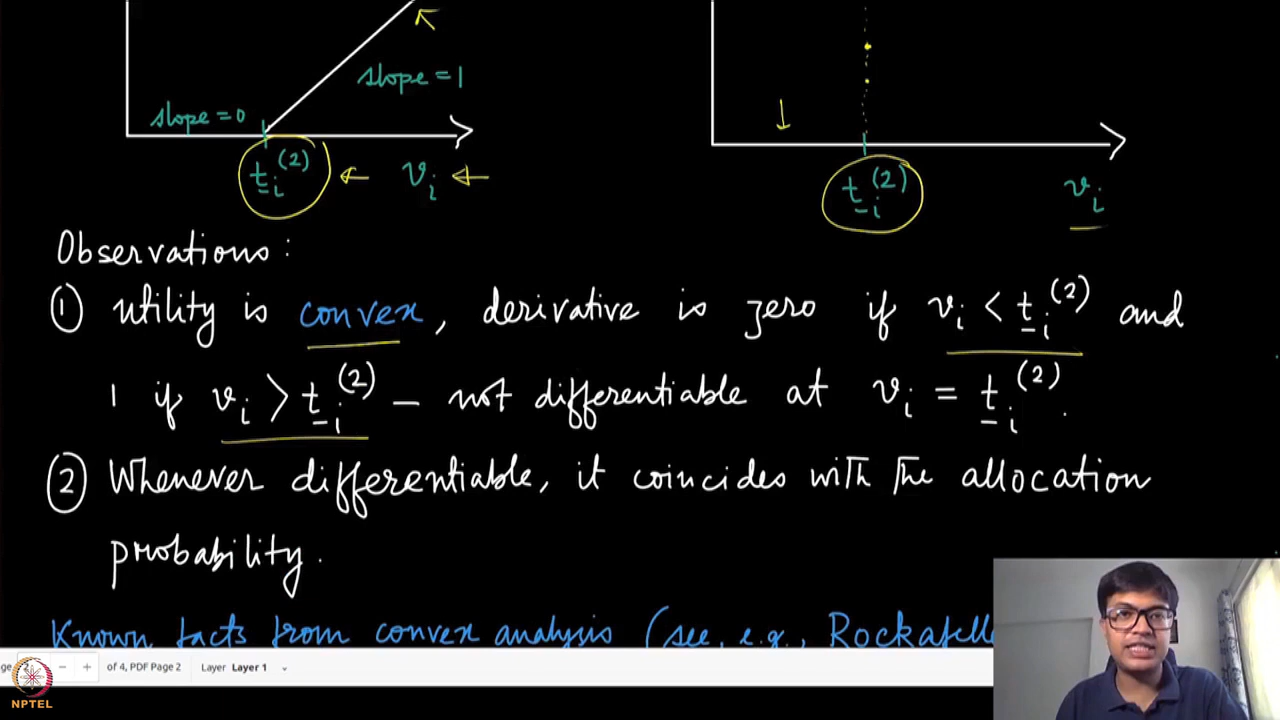 slope = 1
slope = 0
t_{-i}^{(2)} v_i
t_{-i}^{(2)} v_i
Observations:
① utility is convex, derivative is zero if v_i < t_{-i}^{(2)} and
1 if v_i > t_{-i}^{(2)} – not differentiable at v_i = t_{-i}^{(2)}.
② Whenever differentiable, it coincides with the allocation
probability.
Known facts from convex analysis (see, e.g., Rockafelle
ge 2 − + of 4, PDF Page 2 Layer Layer 1
NPTEL